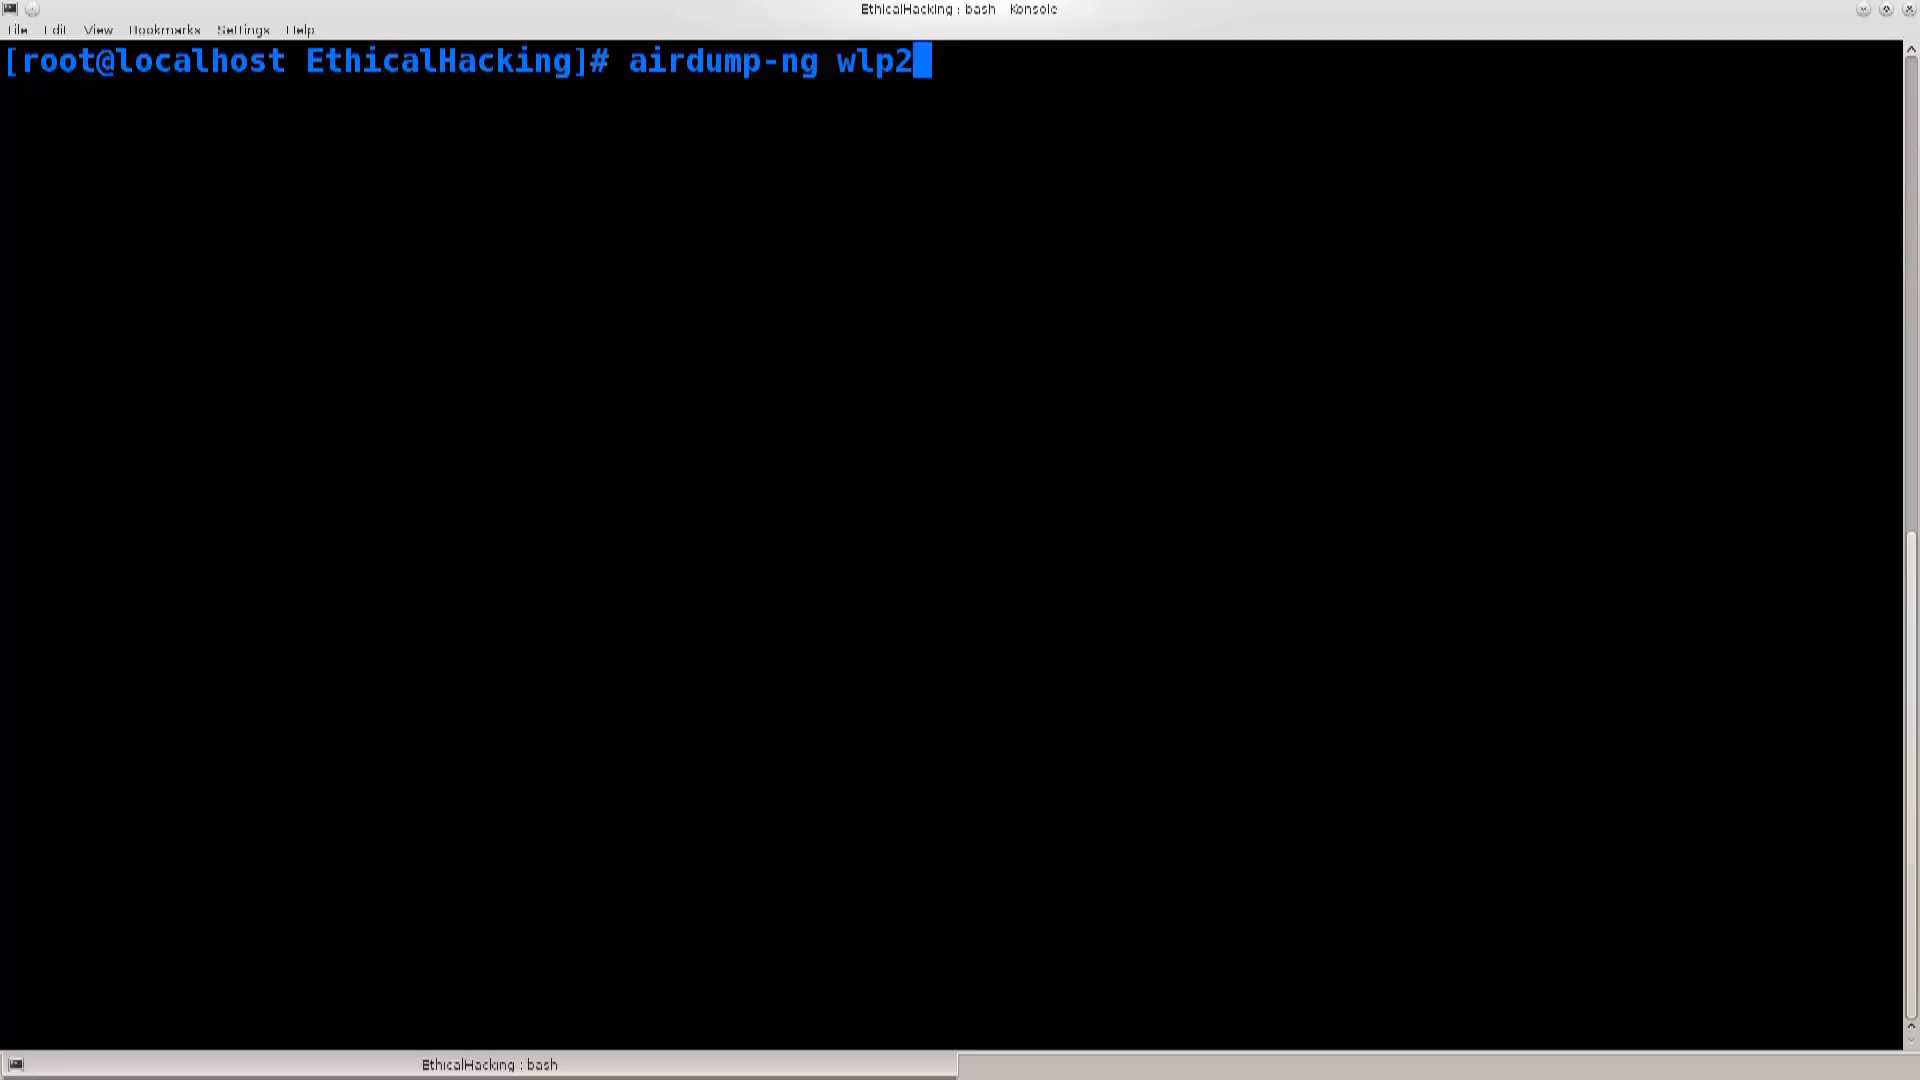 EthicalHacking : bash   Konsole
File Edit View Bookmarks Settings Help
[root@localhost EthicalHacking]# airdump-ng wlp2
EthicalHacking : bash